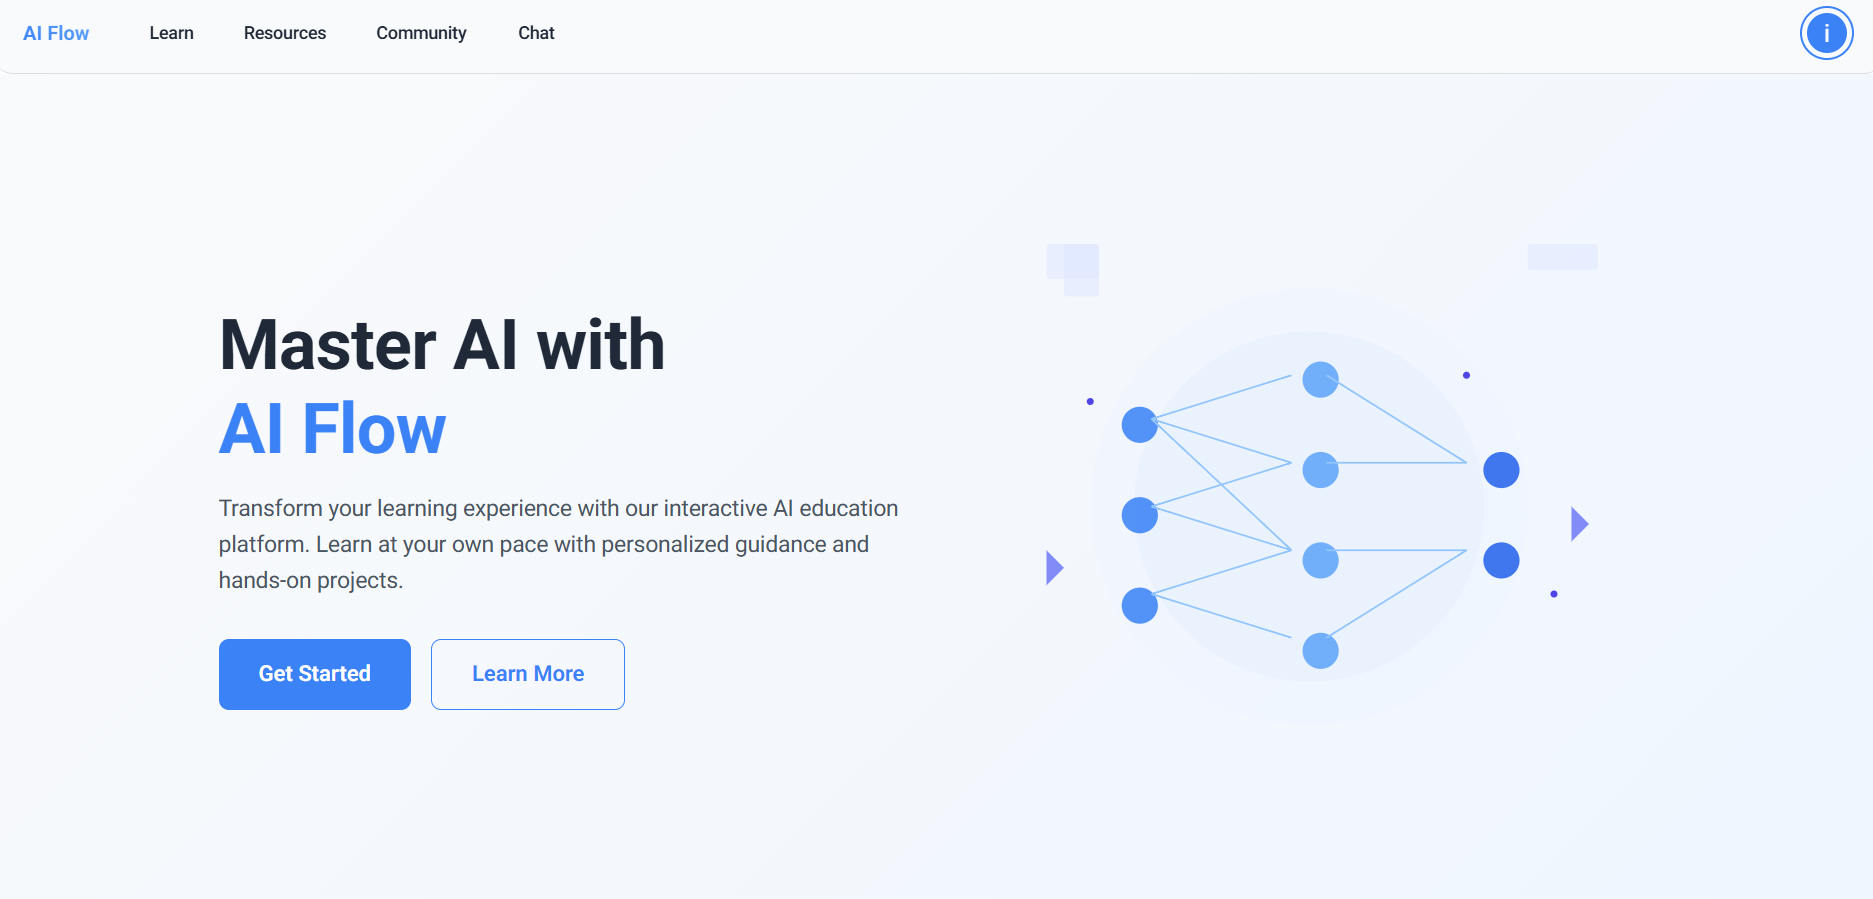 AI Flow
Learn
Resources
Community
Chat
i
Master AI with
AI Flow
Transform your learning experience with our interactive AI education
platform. Learn at your own pace with personalized guidance and
hands-on projects.
Get Started
Learn More